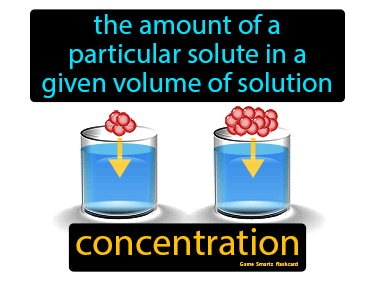 the amount of a
particular solute in a
given volume of solution
concentration
Game Smartz flashcard